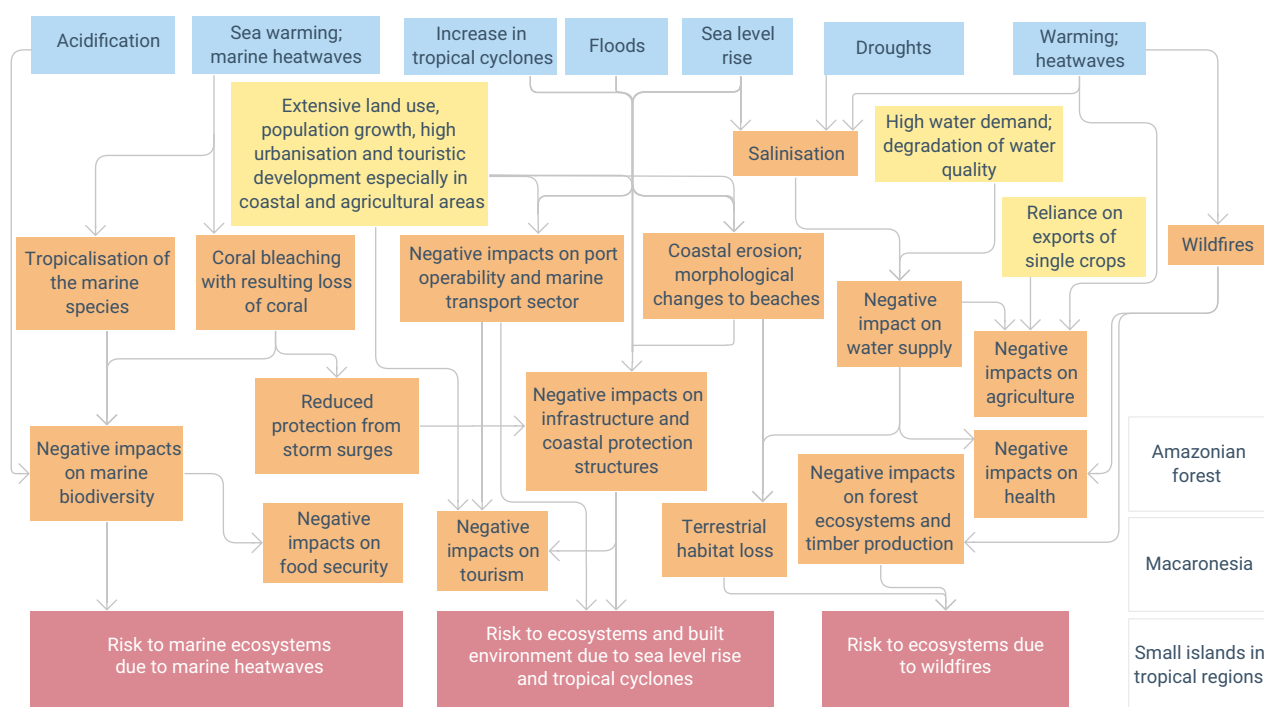 Acidification
Sea warming;
marine heatwaves
Increase in
tropical cyclones
Floods
Sea level
rise
Droughts
Warming;
heatwaves
Extensive land use,
population growth, high
urbanisation and touristic
development especially in
coastal and agricultural areas
High water demand;
degradation of water
quality
Salinisation
Reliance on
exports of
single crops
Wildfires
Tropicalisation of
the marine
species
Coral bleaching
with resulting loss
of coral
Negative impacts on port
operability and marine
transport sector
Coastal erosion;
morphological
changes to beaches
Negative
impact on
water supply
Negative
impacts on
agriculture
Reduced
protection from
storm surges
Negative impacts on
infrastructure and
coastal protection
structures
Negative impacts
on marine
biodiversity
Negative
impacts on
health
Negative impacts
on forest
ecosystems and
timber production
Amazonian
forest
Negative
impacts on
food security
Negative
impacts on
tourism
Terrestrial
habitat loss
Macaronesia
Risk to marine ecosystems
due to marine heatwaves
Risk to ecosystems and built
environment due to sea level rise
and tropical cyclones
Risk to ecosystems due
to wildfires
Small islands in
tropical regions